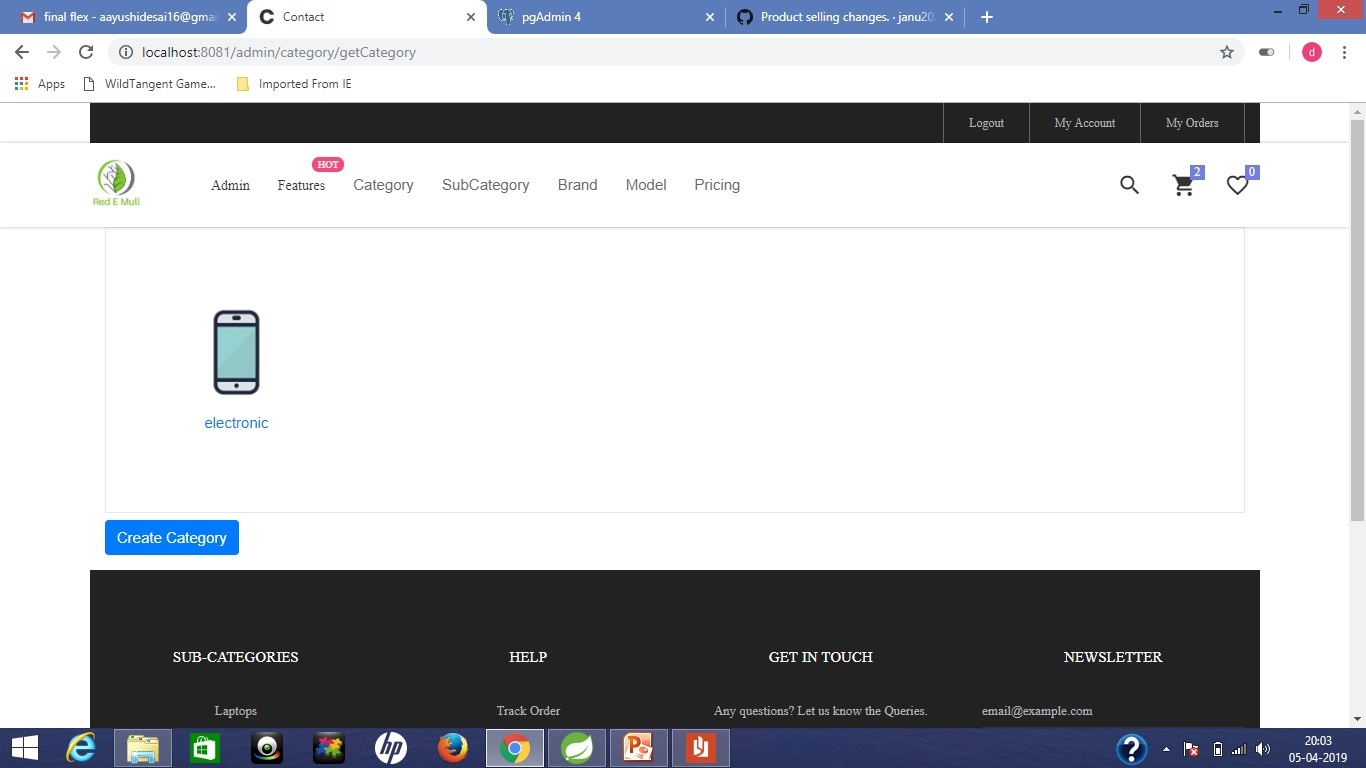 final flex - aayushidesai16@gmai
Contact
pgAdmin 4
Product selling changes. · janu20
localhost:8081/admin/category/getCategory
d
Apps
WildTangent Game...
Imported From IE
Logout
My Account
My Orders
HOT
Red E Mull
Admin
Features
Category
SubCategory
Brand
Model
Pricing
2
0
electronic
Create Category
SUB-CATEGORIES
HELP
GET IN TOUCH
NEWSLETTER
Laptops
Track Order
Any questions? Let us know the Queries.
email@example.com
20:03
05-04-2019